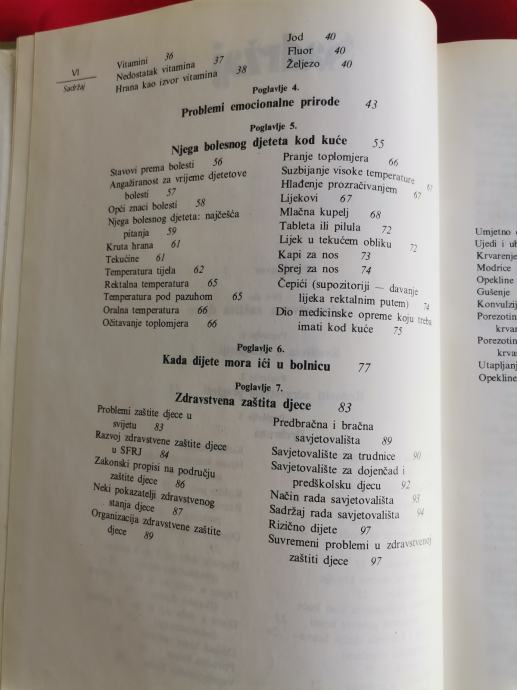 VI
Sadržaj
Vitamini 36
Nedostatak vitamina 37
Hrana kao izvor vitamina 38
Jod 40
Fluor 40
Željezo 40
Poglavlje 4.
Problemi emocionalne prirode 43
Poglavlje 5.
Njega bolesnog djeteta kod kuće 55
Stavovi prema bolesti 56
Angažiranost za vrijeme djetetove
bolesti 57
Opći znaci bolesti 58
Njega bolesnog djeteta: najčešća
pitanja 59
Kruta hrana 61
Tekućine 61
Temperatura tijela 62
Rektalna temperatura 65
Temperatura pod pazuhom 65
Oralna temperatura 66
Očitavanje toplomjera 66
Pranje toplomjera 66
Suzbijanje visoke temperature 67
Hlađenje prozračivanjem 67
Lijekovi 67
Mlačna kupelj 68
Tableta ili pilula 72
Lijek u tekućem obliku 72
Kapi za nos 73
Sprej za nos 74
Čepići (supozitoriji — davanje
lijeka rektalnim putem) 74
Dio medicinske opreme koju treba
imati kod kuće 75
Poglavlje 6.
Kada dijete mora ići u bolnicu 77
Poglavlje 7.
Zdravstvena zaštita djece 83
Problemi zaštite djece u
svijetu 83
Razvoj zdravstvene zaštite djece
u SFRJ 84
Zakonski propisi na području
zaštite djece 86
Neki pokazatelji zdravstvenog
stanja djece 87
Organizacija zdravstvene zaštite
djece 89
Predbračna i bračna
savjetovališta 89
Savjetovalište za trudnice 90
Savjetovalište za dojenčad i
predškolsku djecu 92
Način rada savjetovališta 93
Sadržaj rada savjetovališta 94
Rizično dijete 97
Suvremeni problemi u zdravstvenoj
zaštiti djece 97
Umjetno
Ujedi i ub
Krvarenje
Modrice
Opekline
Gušenje
Konvulzij
Porezotin
krvar
Porezotin
krva
Utapljanj
Opekline